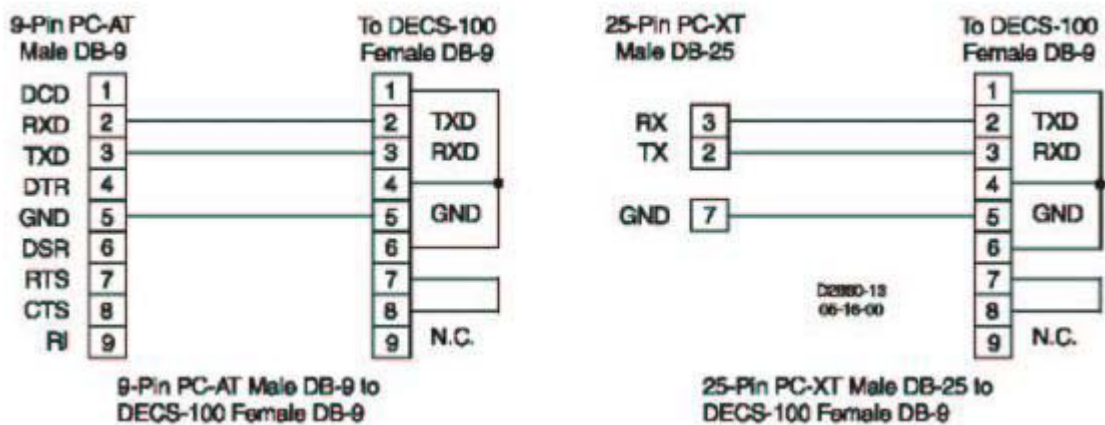 9-Pin PC-AT
Male DB-9
To DECS-100
Female DB-9
DCD 1 1
RXD 2 2 TXD
TXD 3 3 RXD
DTR 4 4
GND 5 5 GND
DSR 6 6
RTS 7 7
CTS 8 8
RI 9 9 N.C.
9-Pin PC-AT Male DB-9 to
DECS-100 Female DB-9
25-Pin PC-XT
Male DB-25
To DECS-100
Female DB-9
1
RX 3 2 TXD
TX 2 3 RXD
4
GND 7 5 GND
6
7
8
9 N.C.
06-16-00
25-Pin PC-XT Male DB-25 to
DECS-100 Female DB-9